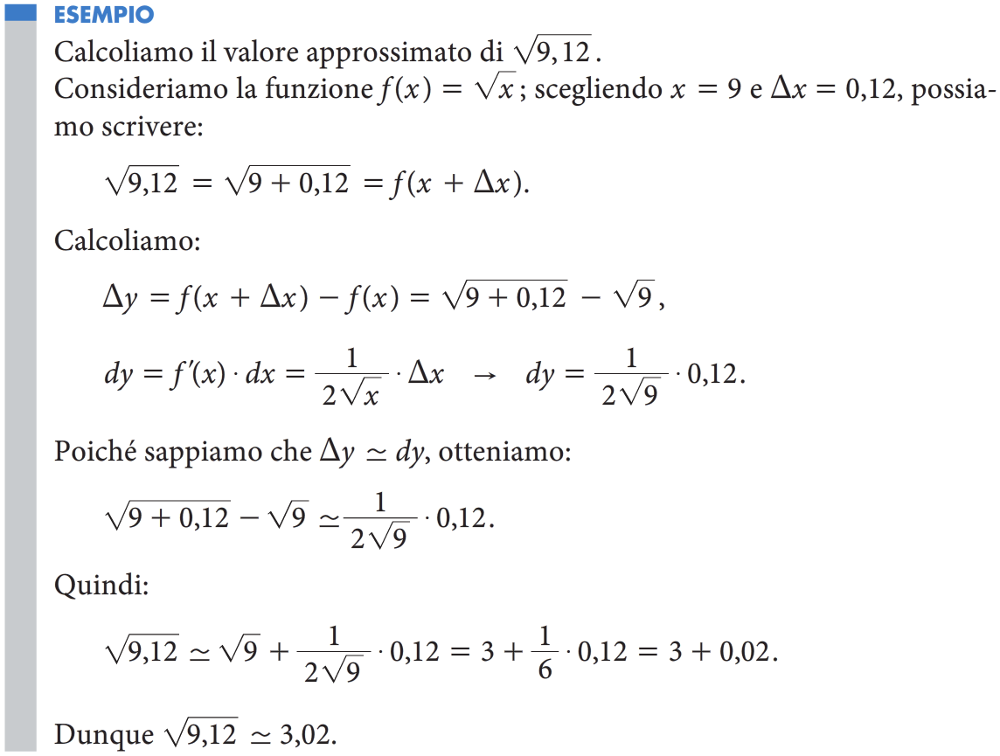 ESEMPIO
Calcoliamo il valore approssimato di √9,12.
Consideriamo la funzione f(x) = √x; scegliendo x = 9 e Δx = 0,12, possia-
mo scrivere:
√9,12 = √(9 + 0,12) = f(x + Δx).
Calcoliamo:
Δy = f(x + Δx) − f(x) = √(9 + 0,12) − √9,
dy = f′(x) · dx = 1/(2√x) · Δx → dy = 1/(2√9) · 0,12.
Poiché sappiamo che Δy ≃ dy, otteniamo:
√(9 + 0,12) − √9 ≃ 1/(2√9) · 0,12.
Quindi:
√9,12 ≃ √9 + 1/(2√9) · 0,12 = 3 + 1/6 · 0,12 = 3 + 0,02.
Dunque √9,12 ≃ 3,02.